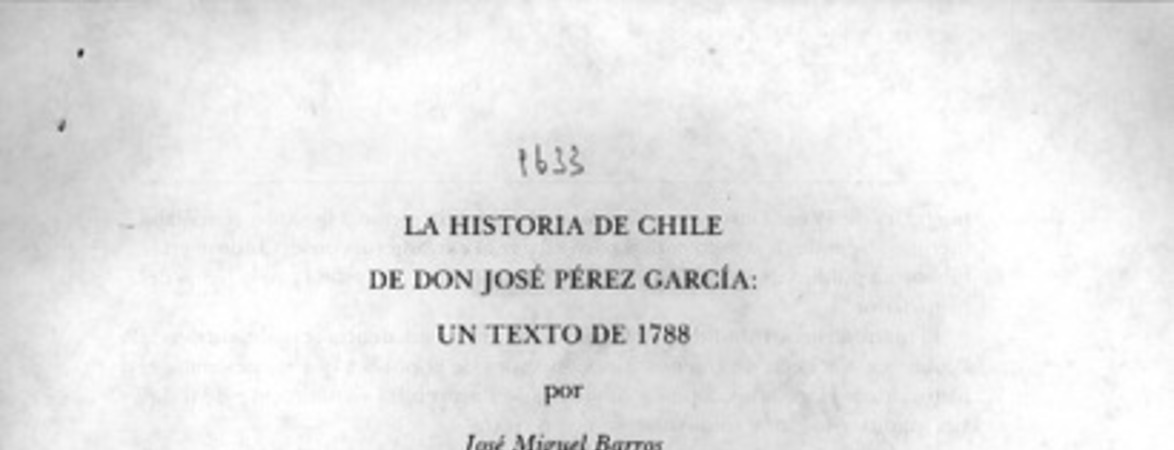 1633
LA HISTORIA DE CHILE
DE DON JOSÉ PÉREZ GARCÍA:
UN TEXTO DE 1788
por
José Miguel Barros